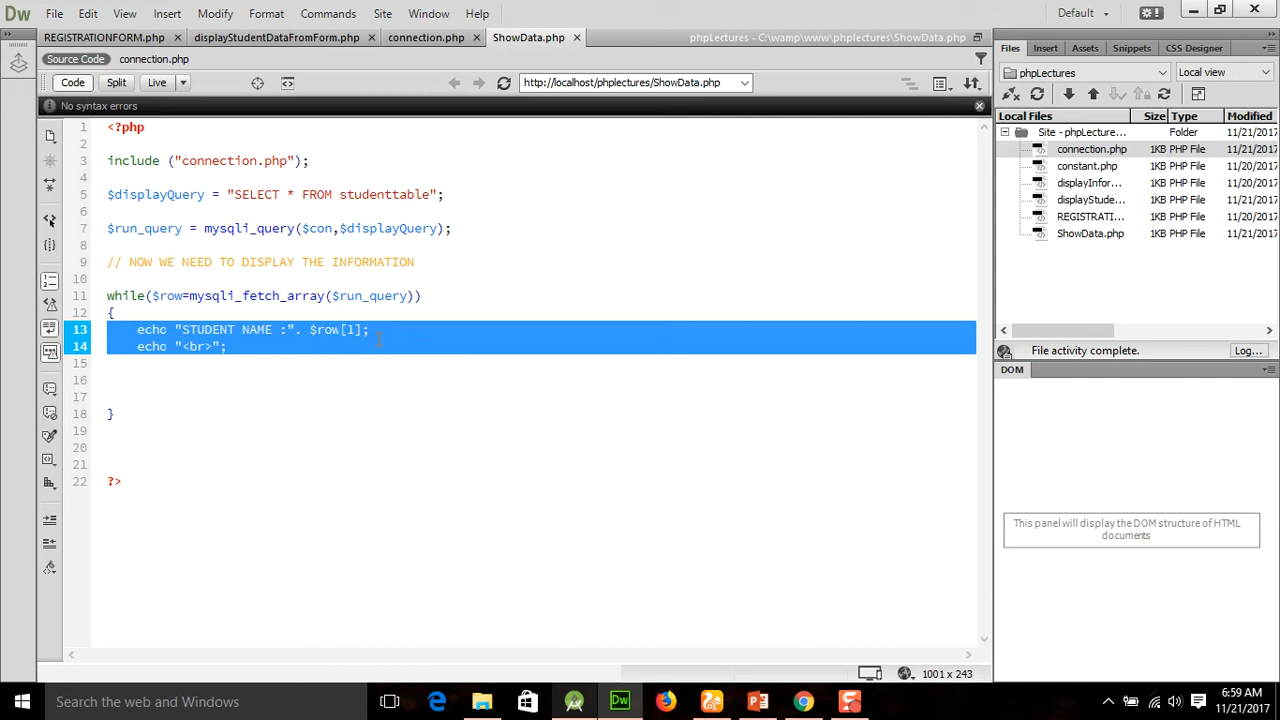 Dw File Edit View Insert Modify Format Commands Site Window Help Default
REGISTRATIONFORM.php × displayStudentDataFromForm.php × connection.php × ShowData.php × phpLectures - C:\wamp\www\phplectures\ShowData.php
Source Code connection.php
Code Split Live http://localhost/phplectures/ShowData.php
No syntax errors
1 <?php
2
3 include ("connection.php");
4
5 $displayQuery = "SELECT * FROM studenttable";
6
7 $run_query = mysqli_query($con,$displayQuery);
8
9 // NOW WE NEED TO DISPLAY THE INFORMATION
10
11 while($row=mysqli_fetch_array($run_query))
12 {
13 echo "STUDENT NAME :". $row[1];
14 echo "<br>";
15
16
17
18 }
19
20
21
22 ?>
Files Insert Assets Snippets CSS Designer
phpLectures Local view
Local Files Size Type Modified
Site - phpLecture... Folder 11/21/2017
connection.php 1KB PHP File 11/21/2017
constant.php 1KB PHP File 11/20/2017
displayInfor... 1KB PHP File 11/20/2017
displayStude... 1KB PHP File 11/21/2017
REGISTRATI... 1KB PHP File 11/20/2017
ShowData.php 1KB PHP File 11/21/2017
File activity complete. Log...
DOM
This panel will display the DOM structure of HTML
documents
1001 x 243
Search the web and Windows
Dw
6:59 AM
11/21/2017